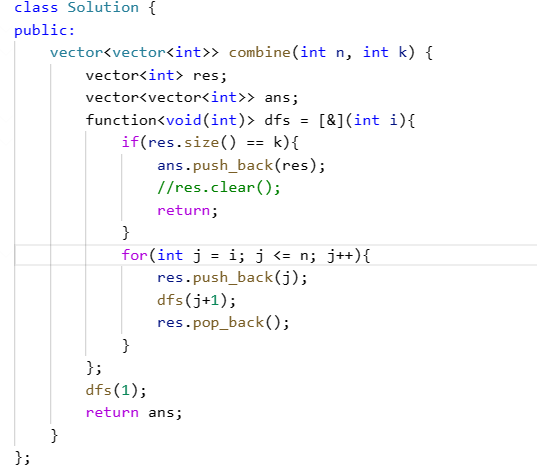 class Solution {
public:
    vector<vector<int>> combine(int n, int k) {
        vector<int> res;
        vector<vector<int>> ans;
        function<void(int)> dfs = [&](int i){
            if(res.size() == k){
                ans.push_back(res);
                //res.clear();
                return;
            }
            for(int j = i; j <= n; j++){
                res.push_back(j);
                dfs(j+1);
                res.pop_back();
            }
        };
        dfs(1);
        return ans;
    }
};